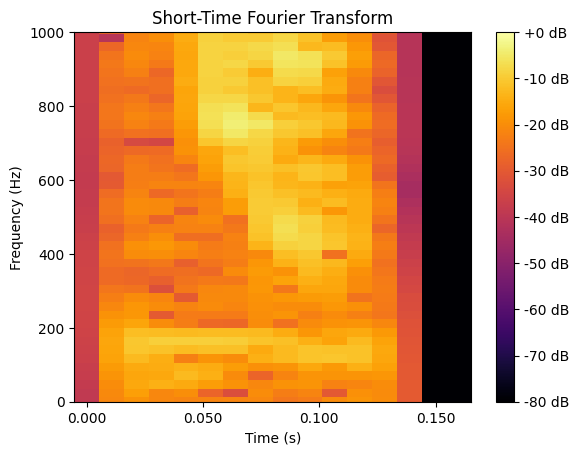 Short-Time Fourier Transform
Frequency (Hz)
1000
800
600
400
200
0
0.000
0.050
0.100
0.150
Time (s)
+0 dB
-10 dB
-20 dB
-30 dB
-40 dB
-50 dB
-60 dB
-70 dB
-80 dB